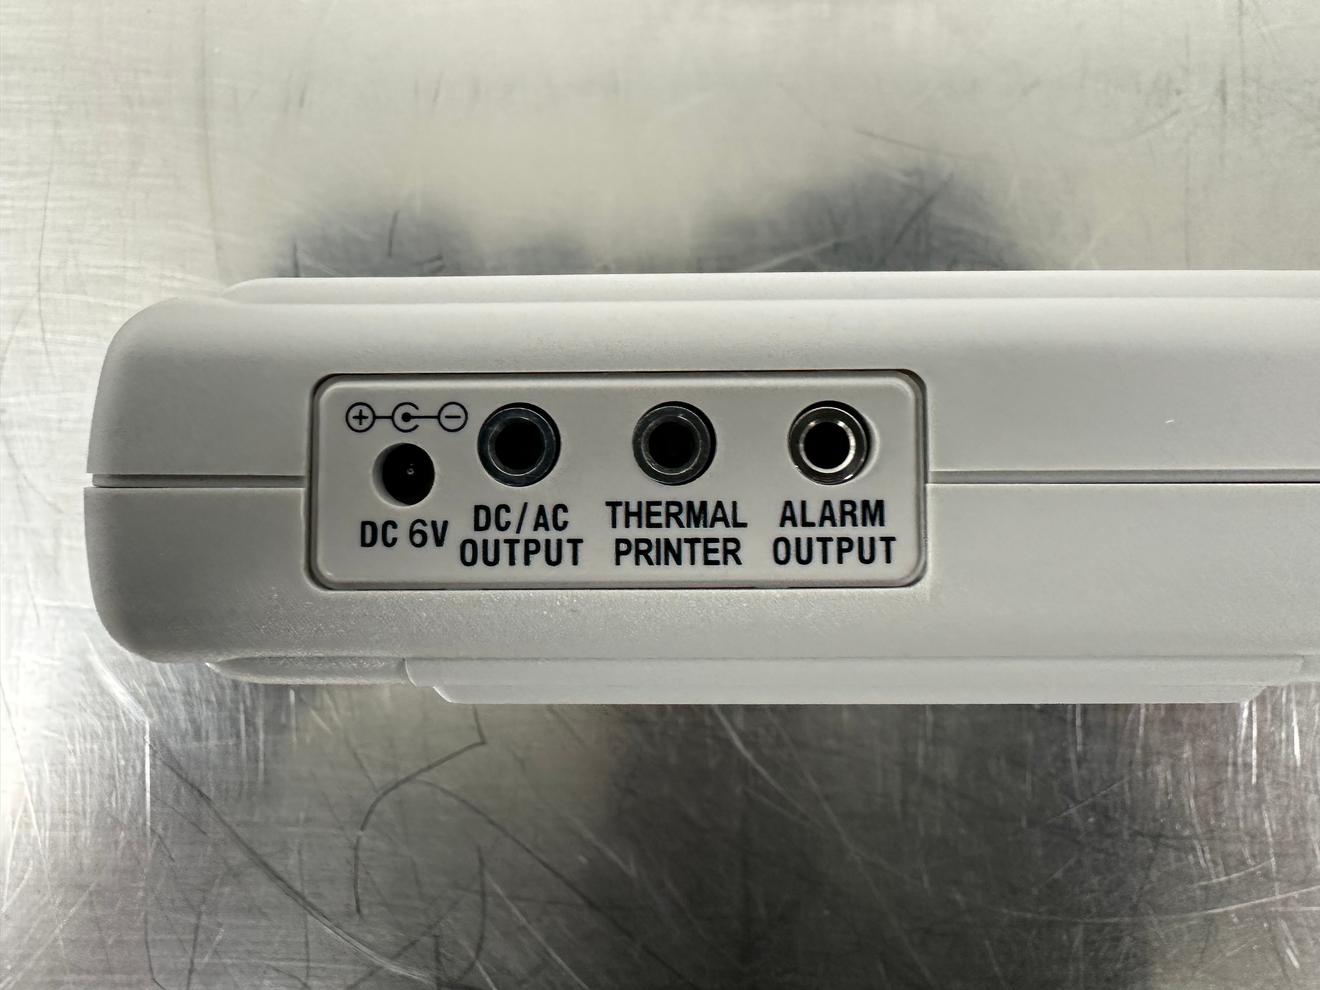 DC 6V
DC/AC
OUTPUT
THERMAL
PRINTER
ALARM
OUTPUT